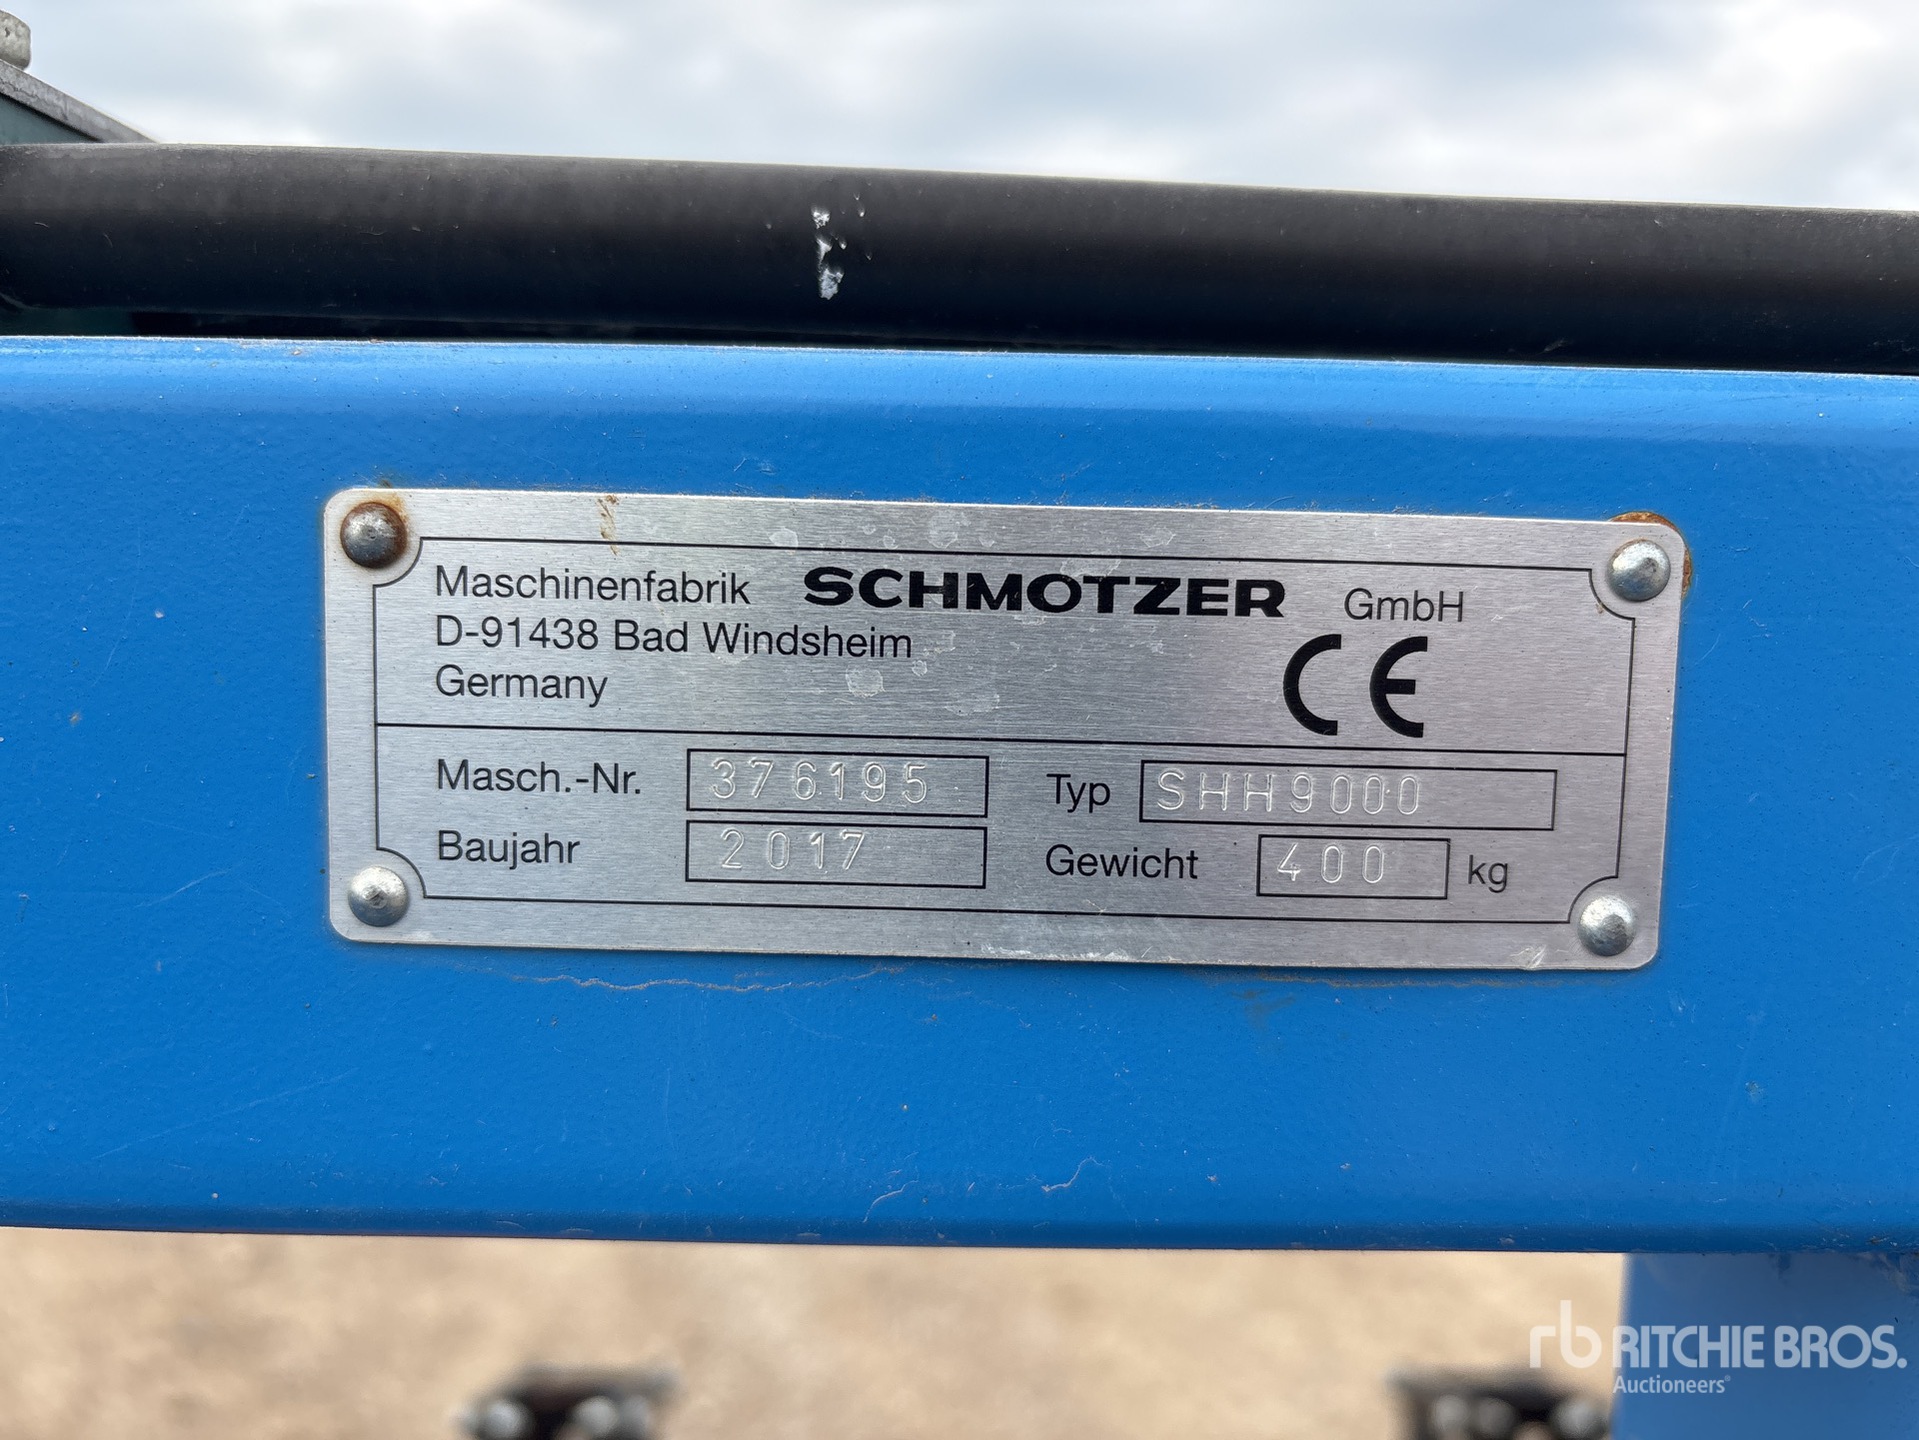 Maschinenfabrik SCHMOTZER GmbH
D-91438 Bad Windsheim
Germany
CE
Masch.-Nr. 376195 Typ SHH9000
Baujahr 2017 Gewicht 400 kg
rb RITCHIE BROS.
Auctioneers®